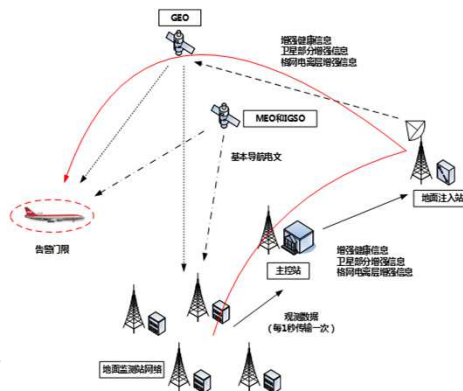 GEO
增强健康信息
卫星部分增强信息
格网电离层增强信息
MEO和IGSO
基本导航电文
地面注入站
告警门限
主控站
增强健康信息
卫星部分增强信息
格网电离层增强信息
观测数据
(每1秒传输一次)
地面监测站网络